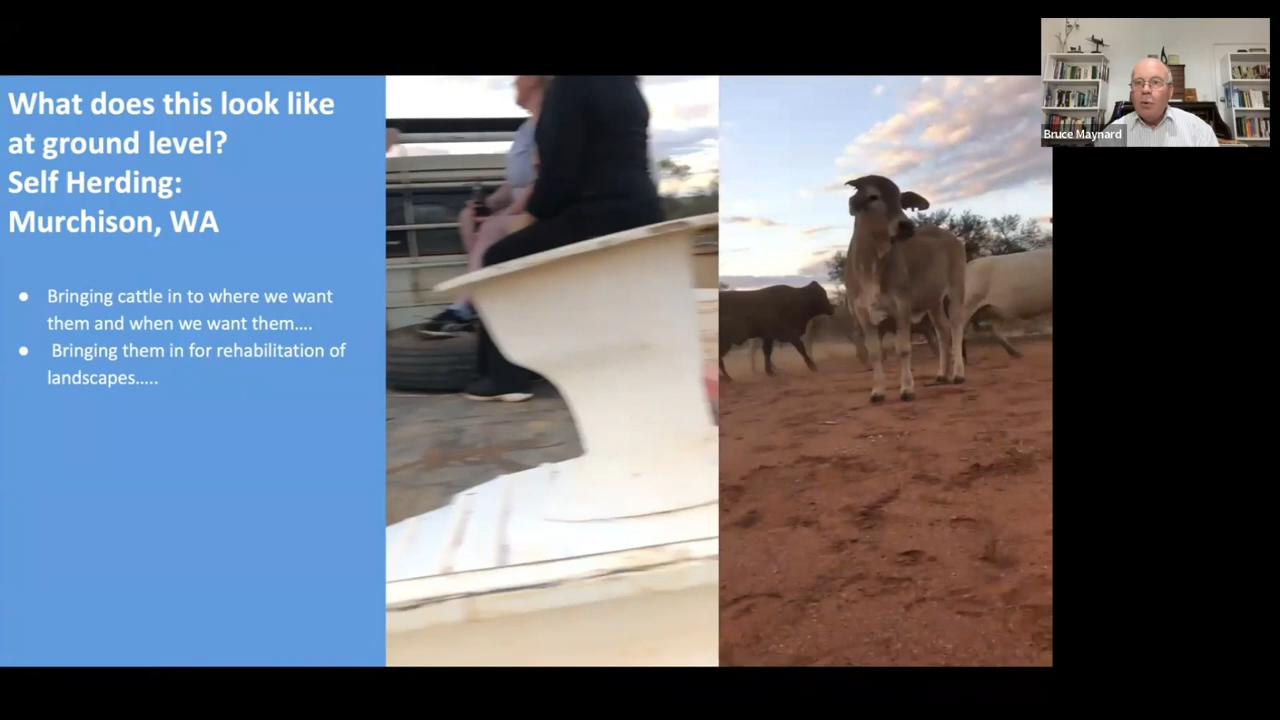 What does this look like
at ground level?
Self Herding:
Murchison, WA
● Bringing cattle in to where we want
them and when we want them....
● Bringing them in for rehabilitation of
landscapes.....
Bruce Maynard